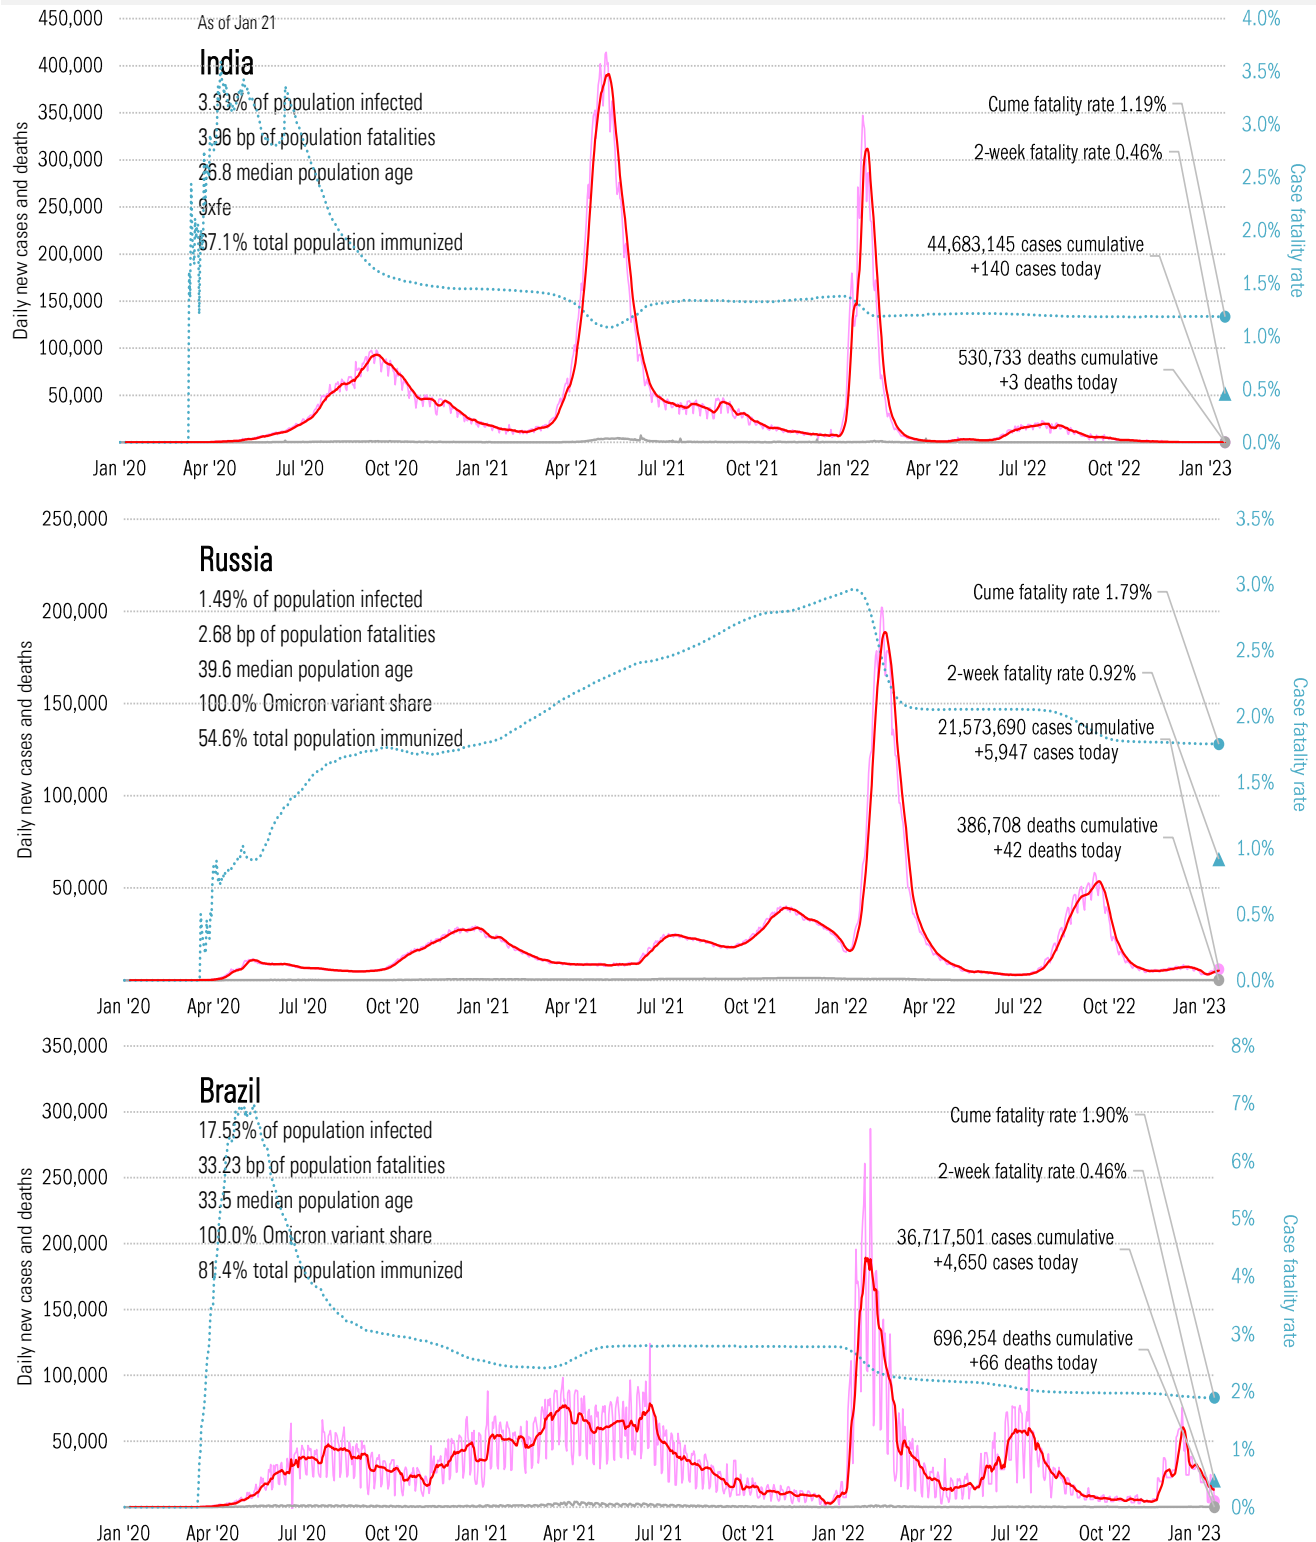 450,000
As of Jan 21
4.0%
India
400,000
3.5%
3.33% of population infected
Cume fatality rate 1.19%
350,000
3.0%
3.96 bp of population fatalities
2-week fatality rate 0.46%
300,000
26.8 median population age
2.5%
250,000
9xfe
2.0%
67.1% total population immunized
44,683,145 cases cumulative
200,000
+140 cases today
1.5%
150,000
1.0%
100,000
530,733 deaths cumulative
+3 deaths today
0.5%
50,000
0.0%
Daily new cases and deaths
Case fatality rate
Jan '20 Apr '20 Jul '20 Oct '20 Jan '21 Apr '21 Jul '21 Oct '21 Jan '22 Apr '22 Jul '22 Oct '22 Jan '23
250,000
3.5%
Russia
3.0%
1.49% of population infected
Cume fatality rate 1.79%
200,000
2.68 bp of population fatalities
2.5%
39.6 median population age
2-week fatality rate 0.92%
150,000
100.0% Omicron variant share
2.0%
54.6% total population immunized
21,573,690 cases cumulative
+5,947 cases today
1.5%
100,000
386,708 deaths cumulative
+42 deaths today
1.0%
50,000
0.5%
0.0%
Daily new cases and deaths
Case fatality rate
Jan '20 Apr '20 Jul '20 Oct '20 Jan '21 Apr '21 Jul '21 Oct '21 Jan '22 Apr '22 Jul '22 Oct '22 Jan '23
350,000
8%
Brazil
7%
300,000
Cume fatality rate 1.90%
17.53% of population infected
33.23 bp of population fatalities
6%
2-week fatality rate 0.46%
250,000
33.5 median population age
5%
100.0% Omicron variant share
200,000
36,717,501 cases cumulative
+4,650 cases today
81.4% total population immunized
4%
150,000
3%
696,254 deaths cumulative
+66 deaths today
100,000
2%
50,000
1%
0%
Daily new cases and deaths
Case fatality rate
Jan '20 Apr '20 Jul '20 Oct '20 Jan '21 Apr '21 Jul '21 Oct '21 Jan '22 Apr '22 Jul '22 Oct '22 Jan '23